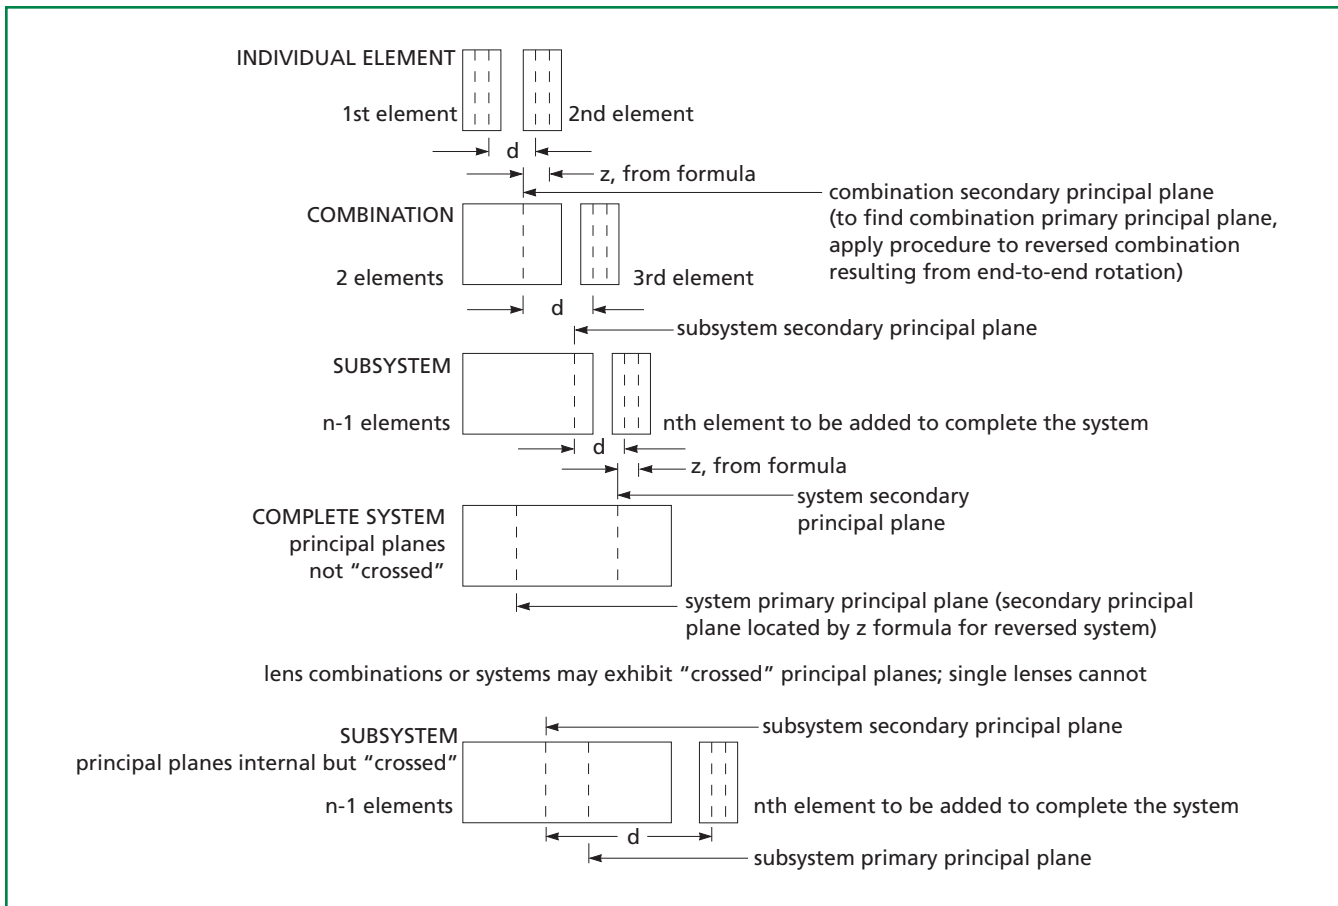 INDIVIDUAL ELEMENT
1st element
2nd element
d
z, from formula
combination secondary principal plane
(to find combination primary principal plane,
apply procedure to reversed combination
resulting from end-to-end rotation)
COMBINATION
2 elements
3rd element
d
subsystem secondary principal plane
SUBSYSTEM
n-1 elements
nth element to be added to complete the system
d
z, from formula
system secondary
principal plane
COMPLETE SYSTEM
principal planes
not “crossed”
system primary principal plane (secondary principal
plane located by z formula for reversed system)
lens combinations or systems may exhibit “crossed” principal planes; single lenses cannot
subsystem secondary principal plane
SUBSYSTEM
principal planes internal but “crossed”
n-1 elements
nth element to be added to complete the system
d
subsystem primary principal plane